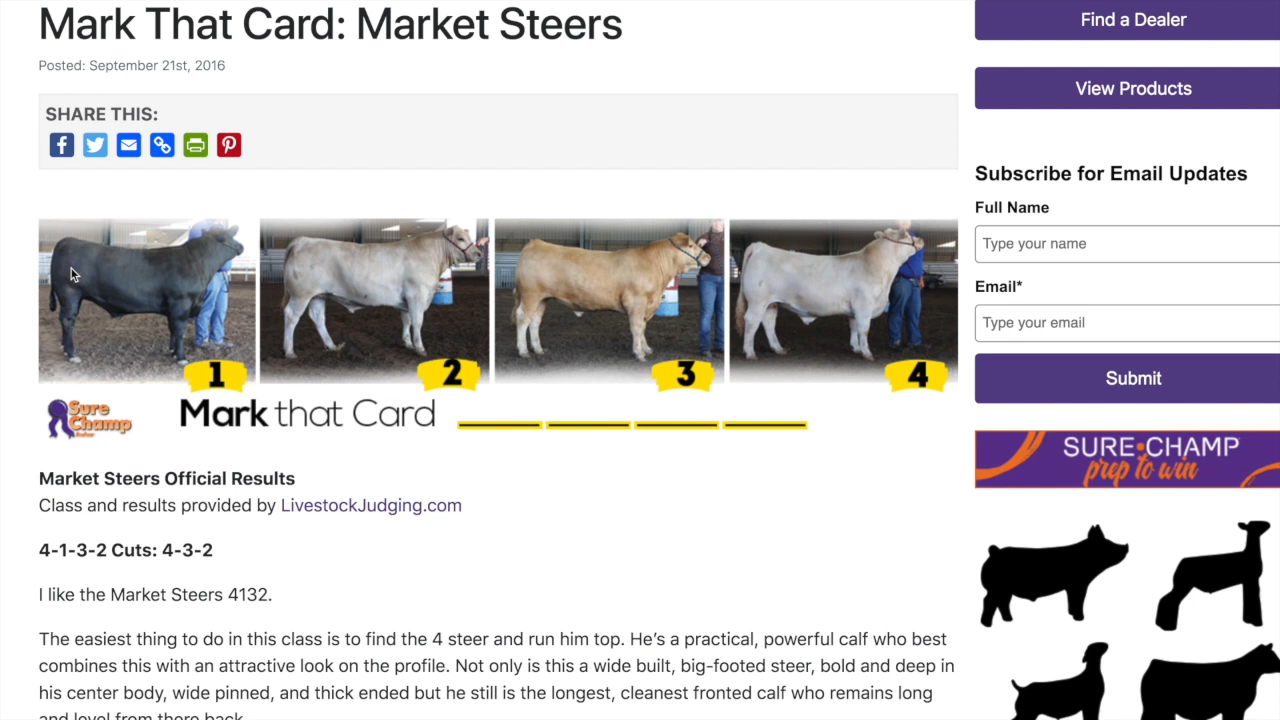 Mark That Card: Market Steers
Posted: September 21st, 2016
SHARE THIS:
1
2
3
4
Sure
Champ
Mark that Card
Market Steers Official Results
Class and results provided by LivestockJudging.com
4-1-3-2 Cuts: 4-3-2
I like the Market Steers 4132.
The easiest thing to do in this class is to find the 4 steer and run him top. He’s a practical, powerful calf who best
combines this with an attractive look on the profile. Not only is this a wide built, big-footed steer, bold and deep in
his center body, wide pinned, and thick ended but he still is the longest, cleanest fronted calf who remains long
and level from there back.
Find a Dealer
View Products
Subscribe for Email Updates
Full Name
Type your name
Email*
Type your email
Submit
SURE•CHAMP
prep to win